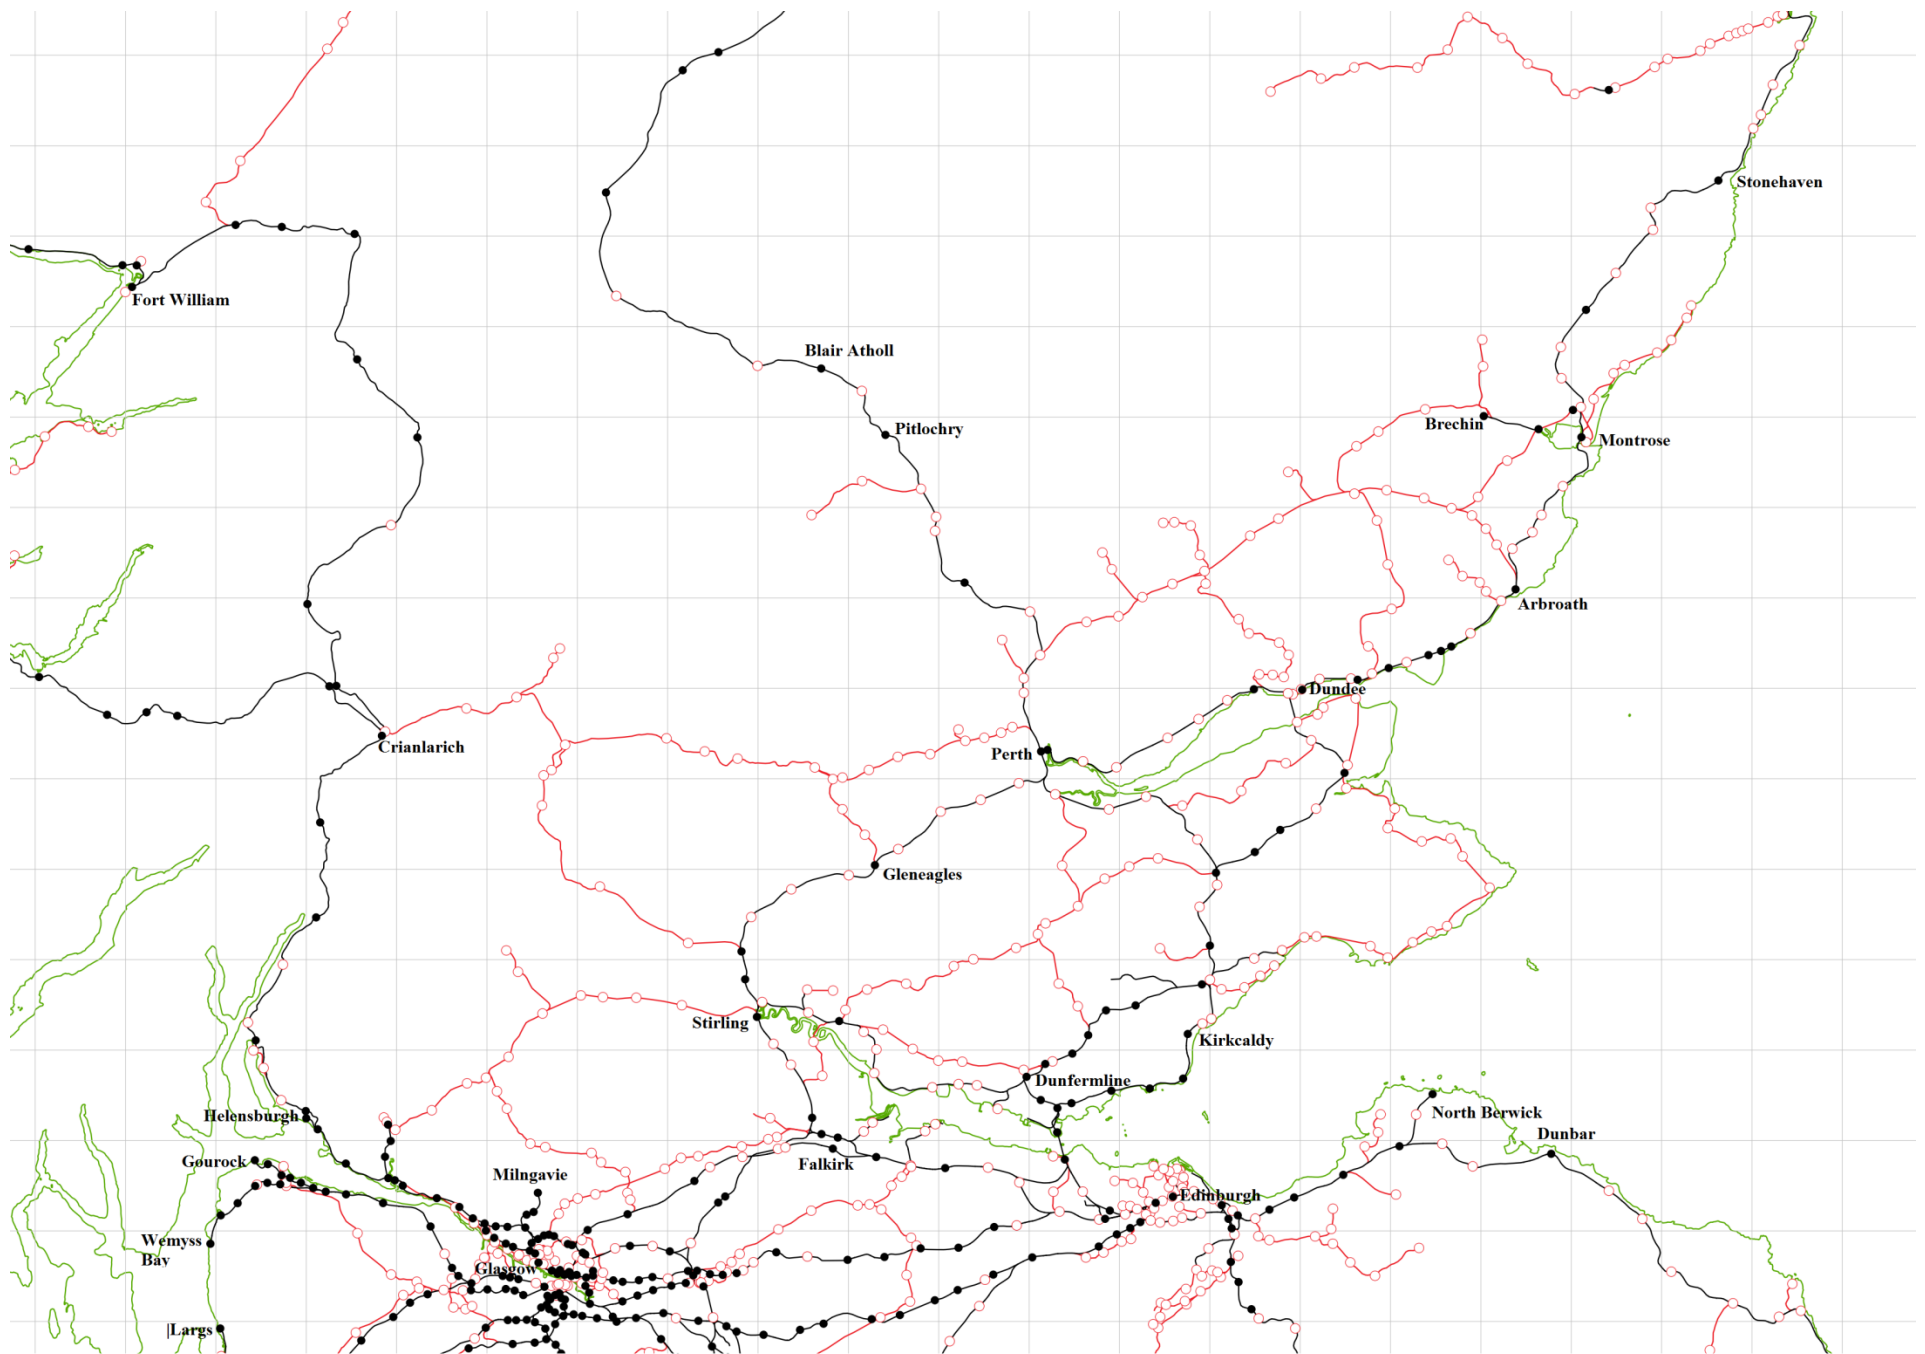 Stonehaven
Fort William
Blair Atholl
Pitlochry
Brechin
Montrose
Arbroath
Dundee
Crianlarich
Perth
Gleneagles
Stirling
Kirkcaldy
Dunfermline
Helensburgh
North Berwick
Dunbar
Gourock
Falkirk
Milngavie
Edinburgh
Wemyss
Bay
Glasgow
|Largs